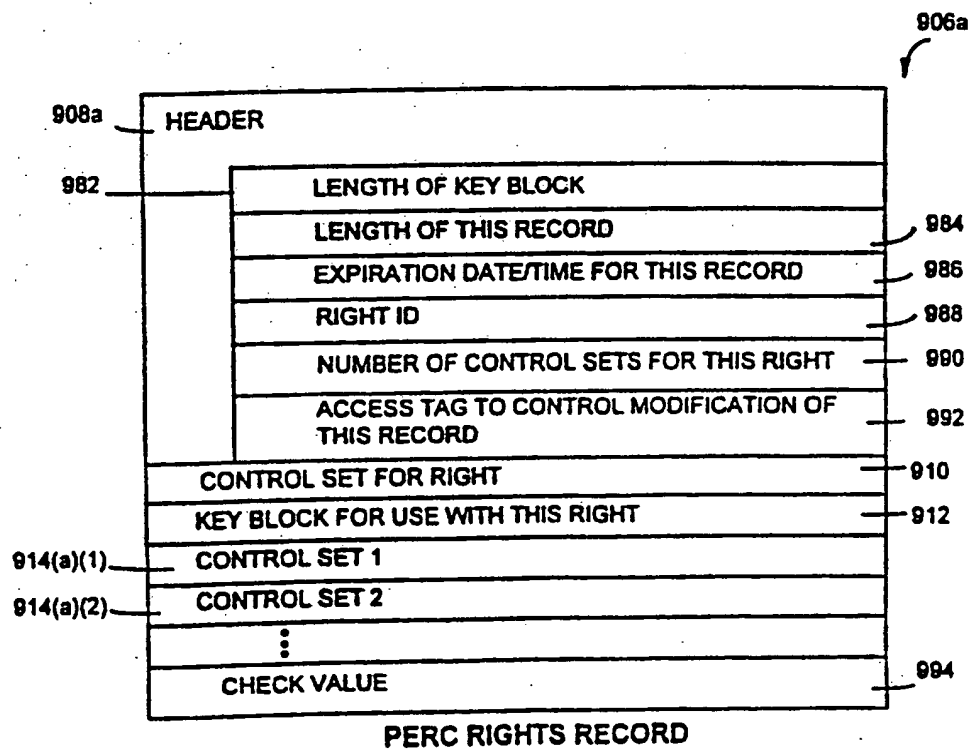 906a
908a HEADER
982 LENGTH OF KEY BLOCK
LENGTH OF THIS RECORD 984
EXPIRATION DATE/TIME FOR THIS RECORD 986
RIGHT ID 988
NUMBER OF CONTROL SETS FOR THIS RIGHT 990
ACCESS TAG TO CONTROL MODIFICATION OF
THIS RECORD 992
CONTROL SET FOR RIGHT 910
KEY BLOCK FOR USE WITH THIS RIGHT 912
914(a)(1) CONTROL SET 1
914(a)(2) CONTROL SET 2
CHECK VALUE 994
PERC RIGHTS RECORD